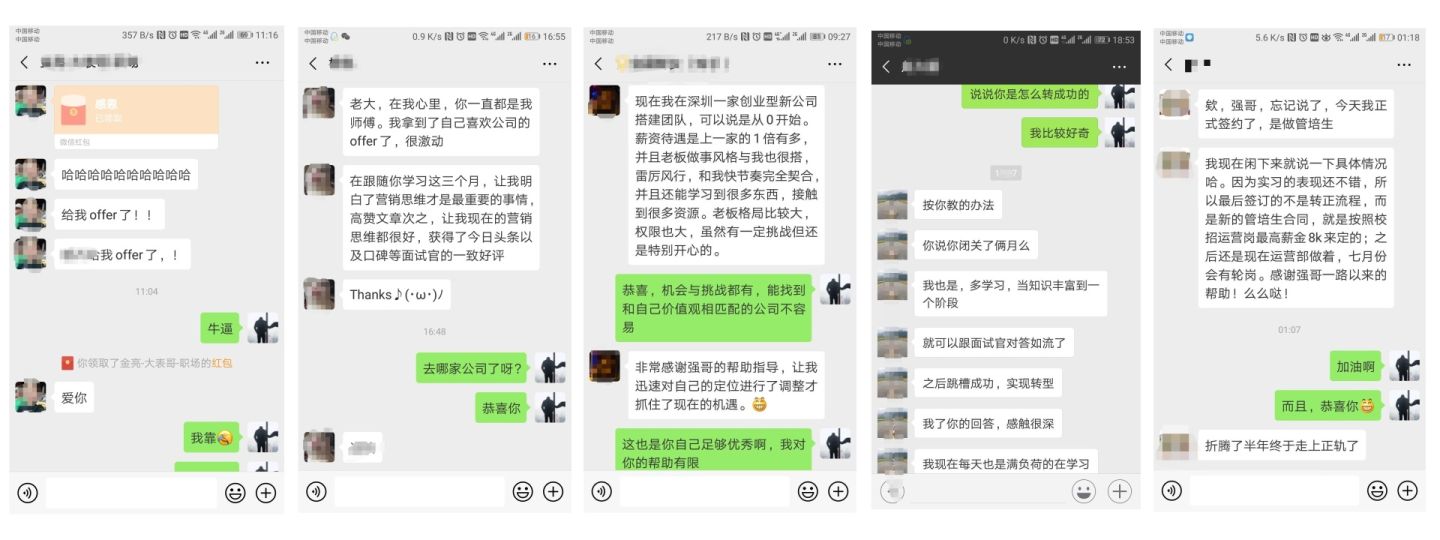 中国移动
中国移动
357 B/s
11:16
感恩
已领取
微信红包
哈哈哈哈哈哈哈哈哈哈
给我 offer 了！！
给我 offer 了，！
11:04
牛逼
你领取了金亮-大表哥-职场的红包
爱你
我靠
中国移动
中国移动
0.9 K/s
16:55
老大，在我心里，你一直都是我
师傅。我拿到了自己喜欢公司的
offer 了，很激动
在跟随你学习这三个月，让我明
白了营销思维才是最重要的事情，
高赞文章次之，让我现在的营销
思维都很好，获得了今日头条以
及口碑等面试官的一致好评
Thanks♪(･ω･)ﾉ
16:48
去哪家公司了呀？
恭喜你
中国移动
中国移动
217 B/s
09:27
现在我在深圳一家创业型新公司
搭建团队，可以说是从 0 开始。
薪资待遇是上一家的 1 倍有多，
并且老板做事风格与我也很搭，
雷厉风行，和我快节奏完全契合，
并且还能学习到很多东西，接触
到很多资源。老板格局比较大，
权限也大，虽然有一定挑战但还
是特别开心的。
恭喜，机会与挑战都有，能找到
和自己价值观相匹配的公司不容
易
非常感谢强哥的帮助指导，让我
迅速对自己的定位进行了调整才
抓住了现在的机遇。😁
这也是你自己足够优秀啊，我对
你的帮助有限
中国移动
中国移动
0 K/s
18:53
说说你是怎么转成功的
我比较好奇
按你教的办法
你说你闭关了俩月么
我也是，多学习，当知识丰富到一
个阶段
就可以跟面试官对答如流了
之后跳槽成功，实现转型
我了你的回答，感触很深
我现在每天也是满负荷的在学习
中国移动
中国移动
5.6 K/s
01:18
欸，强哥，忘记说了，今天我正
式签约了，是做管培生
我现在闲下来就说一下具体情况
哈。因为实习的表现还不错，所
以最后签订的不是转正流程，而
是新的管培生合同，就是按照校
招运营岗最高薪金 8k 来定的；之
后还是现在运营部做着，七月份
会有轮岗。感谢强哥一路以来的
帮助！么么哒！
01:07
加油啊
而且，恭喜你😁
折腾了半年终于走上正轨了